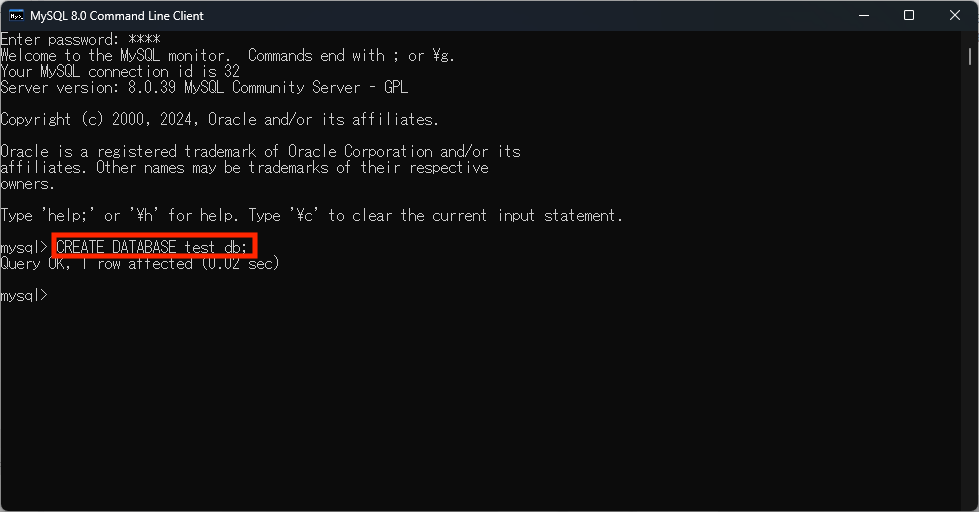 MySQL 8.0 Command Line Client
Enter password: ****
Welcome to the MySQL monitor.  Commands end with ; or ¥g.
Your MySQL connection id is 32
Server version: 8.0.39 MySQL Community Server - GPL
Copyright (c) 2000, 2024, Oracle and/or its affiliates.
Oracle is a registered trademark of Oracle Corporation and/or its
affiliates. Other names may be trademarks of their respective
owners.
Type 'help;' or '¥h' for help. Type '¥c' to clear the current input statement.
mysql> CREATE DATABASE test_db;
Query OK, 1 row affected (0.02 sec)
mysql>